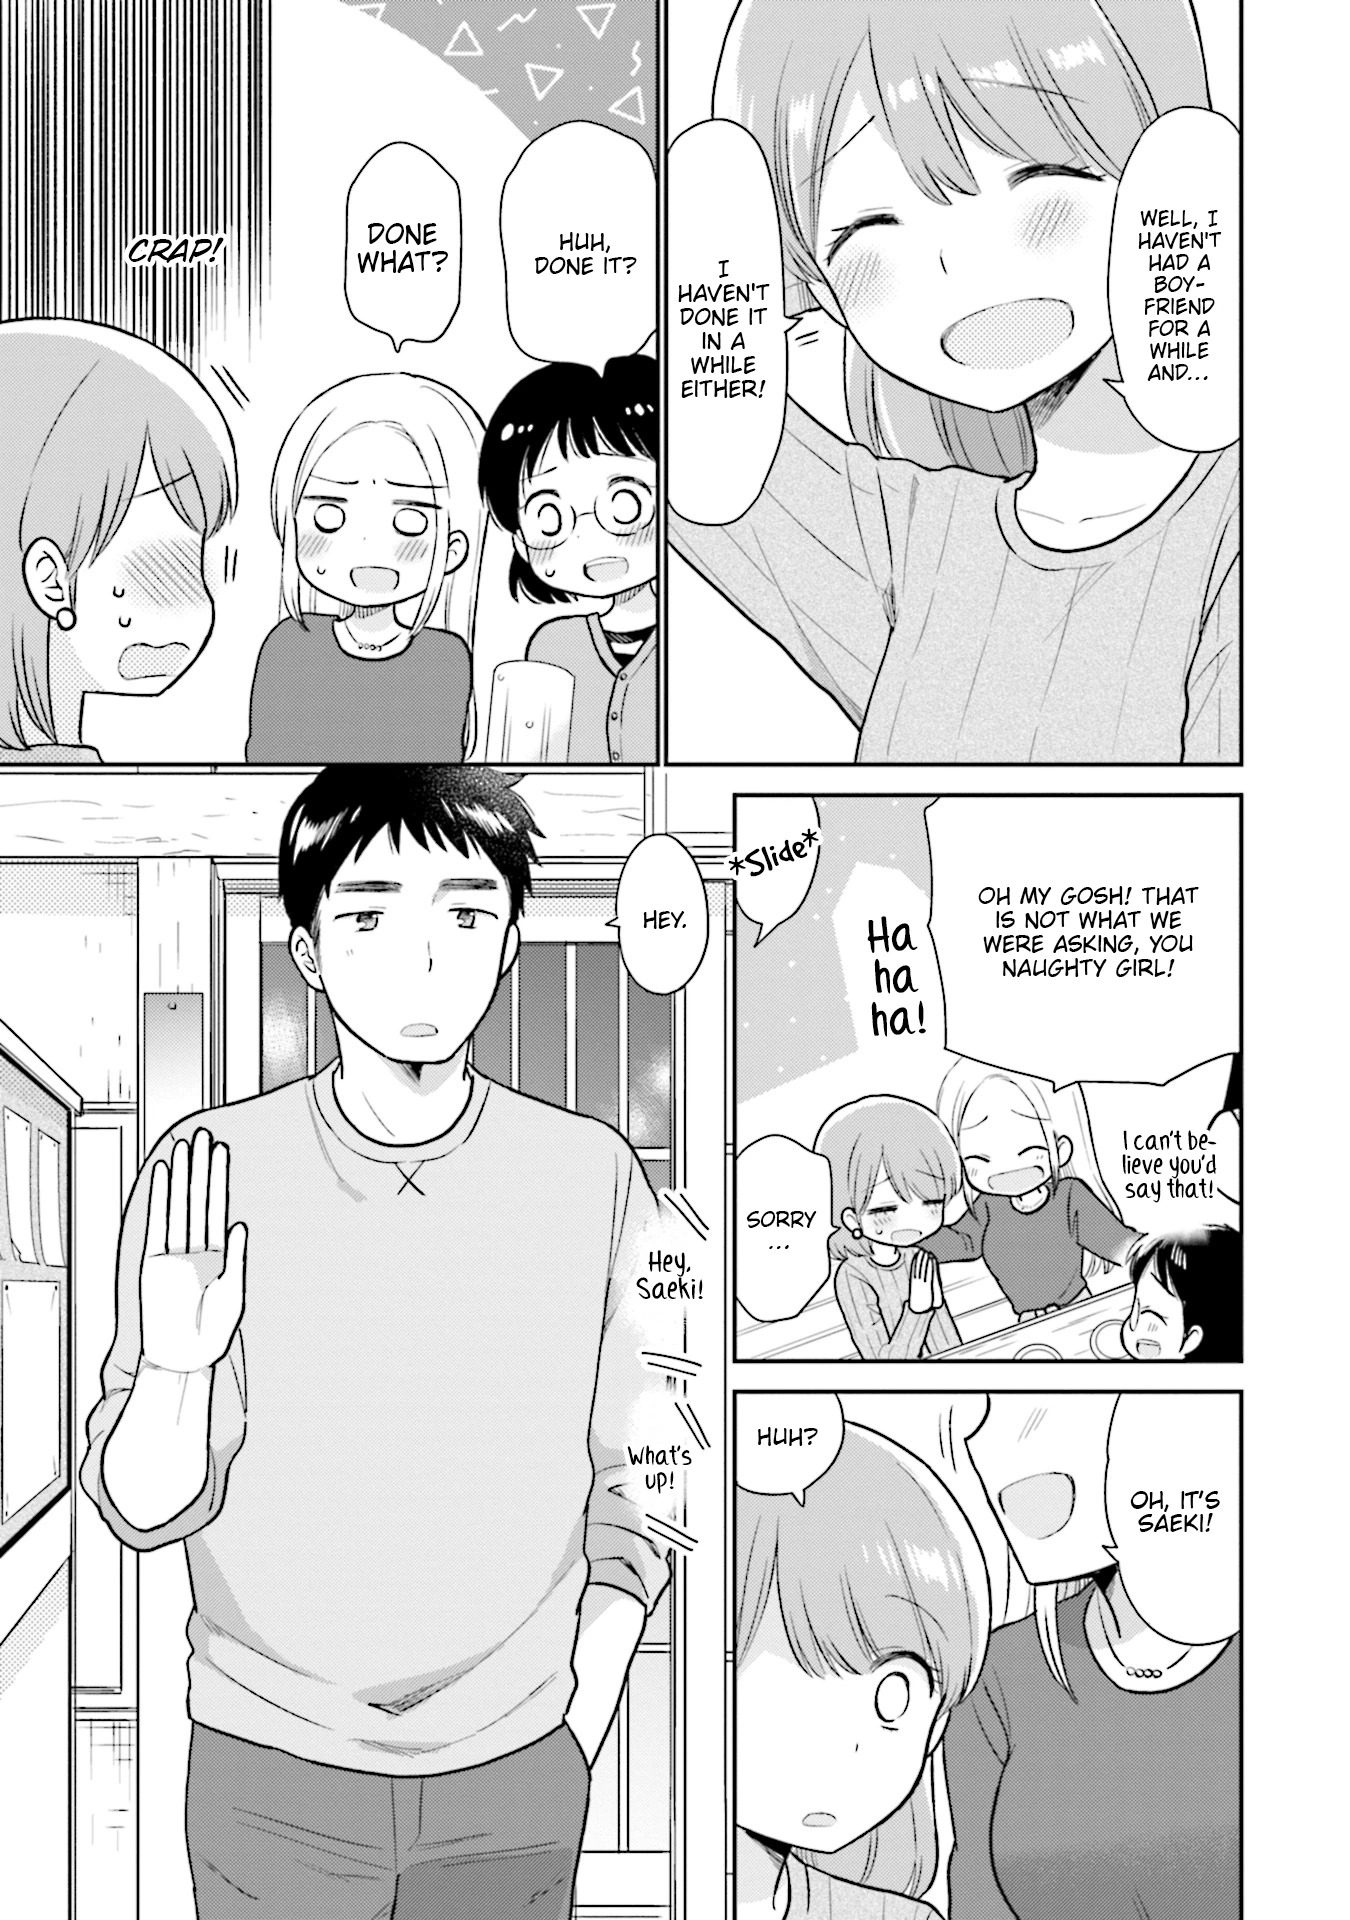 WELL, I
HAVEN'T
HAD A
BOY-
FRIEND
FOR A
WHILE
AND...
I
HAVEN'T
DONE IT
IN A
WHILE
EITHER!
HUH,
DONE IT?
DONE
WHAT?
CRAP!
OH MY GOSH! THAT
IS NOT WHAT WE
WERE ASKING, YOU
NAUGHTY GIRL!
Ha
ha
ha!
*Slide*
I can't be-
lieve you'd
say that!
SORRY
...
OH, IT'S
SAEKI!
HUH?
HEY.
Hey,
Saeki!
What's
up!